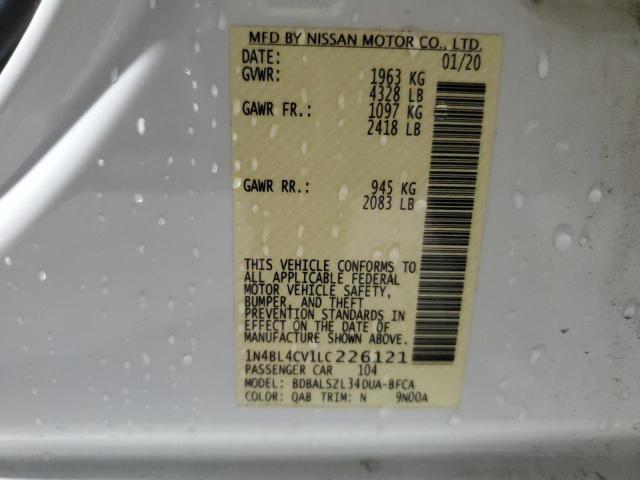 MFD BY NISSAN MOTOR CO., LTD.
DATE: 01/20
GVWR: 1963 KG
4328 LB
GAWR FR.: 1097 KG
2418 LB
GAWR RR.: 945 KG
2083 LB
THIS VEHICLE CONFORMS TO
ALL APPLICABLE FEDERAL
MOTOR VEHICLE SAFETY,
BUMPER, AND THEFT
PREVENTION STANDARDS IN
EFFECT ON THE DATE OF
MANUFACTURE SHOWN ABOVE.
1N4BL4CV1LC226121
PASSENGER CAR 104
MODEL: BDBALSZL34DUA-BFCA
COLOR: QAB TRIM: N 9N00A